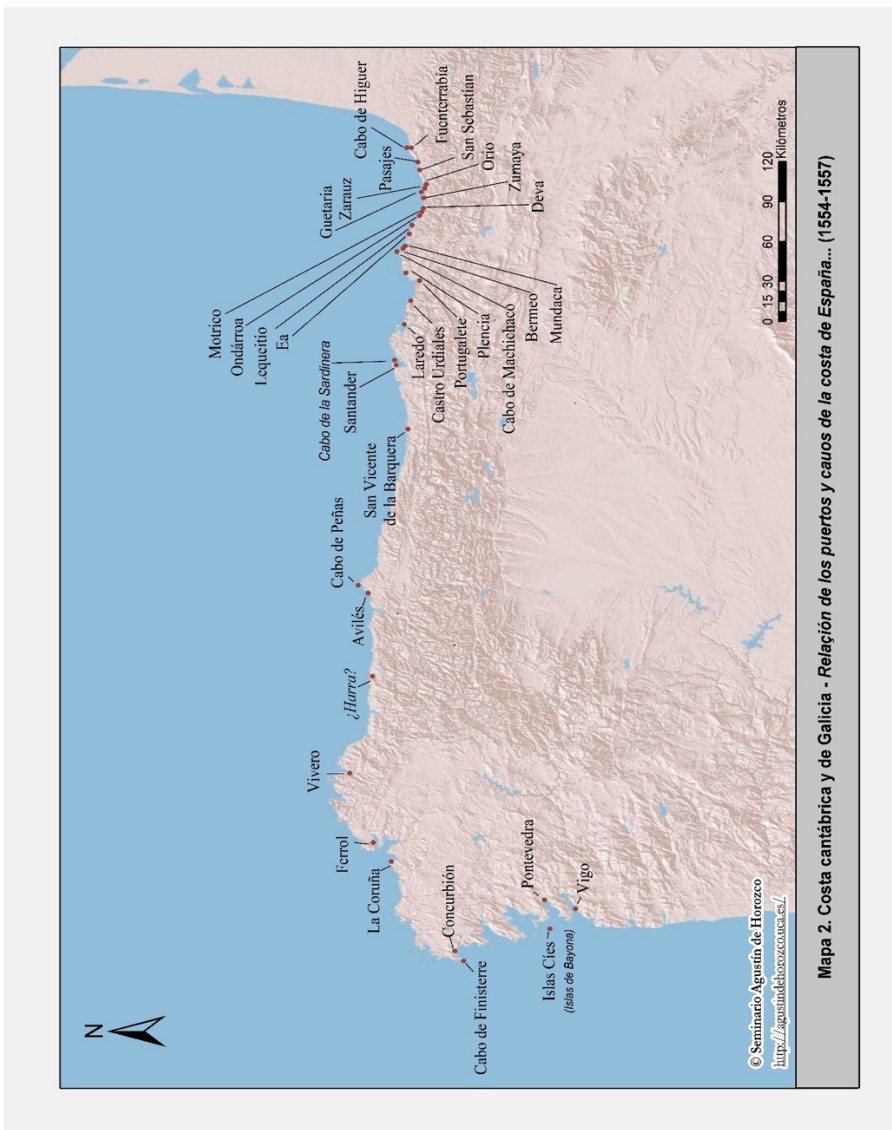 N
Cabo de Higuer
Fuenterrabía
Pasajes
San Sebastián
Orio
Guetaria
Zarauz
Zumaya
Deva
Motrico
Ondárroa
Lequeitio
Ea
Cabo de la Sardinera
Santander
Laredo
Castro Urdiales
Portugalete
Plencia
Cabo de Machichaco
Bermeo
Mundaca
San Vicente
de la Barquera
Cabo de Peñas
Avilés
¿Harra?
Vivero
Ferrol
La Coruña
Concurbión
Cabo de Finisterre
Pontevedra
Islas Cíes
(Islas de Bayona)
Vigo
0 15 30 60 90 120
Kilómetros
© Seminario Agustín de Horozco
http://agustindehorozco.uca.es/
Mapa 2. Costa cantábrica y de Galicia - Relaçión de los puertos y cauos de la costa de España... (1554-1557)